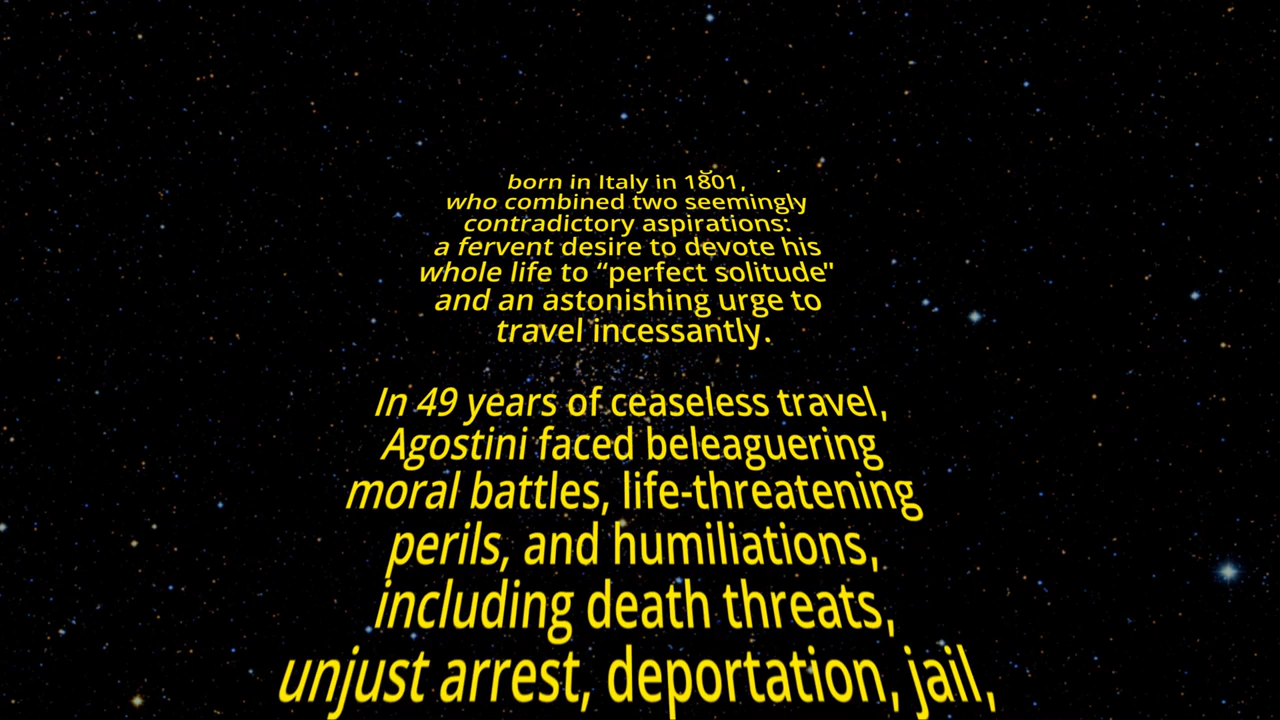 born in Italy in 1801,
who combined two seemingly
contradictory aspirations:
a fervent desire to devote his
whole life to “perfect solitude"
and an astonishing urge to
travel incessantly.
In 49 years of ceaseless travel,
Agostini faced beleaguering
moral battles, life-threatening
perils, and humiliations,
including death threats,
unjust arrest, deportation, jail,